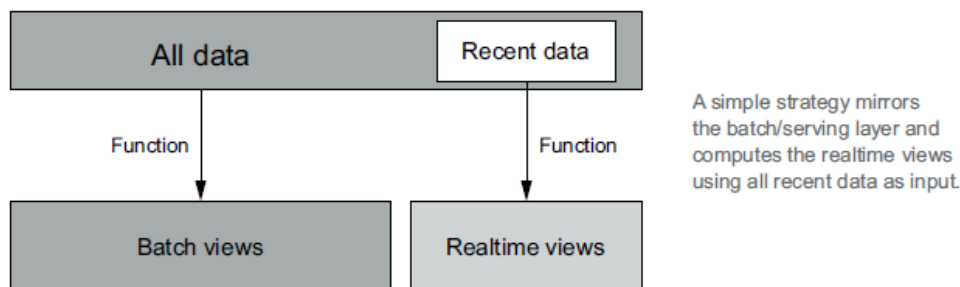 All data
Recent data
Function
Function
Batch views
Realtime views
A simple strategy mirrors
the batch/serving layer and
computes the realtime views
using all recent data as input.